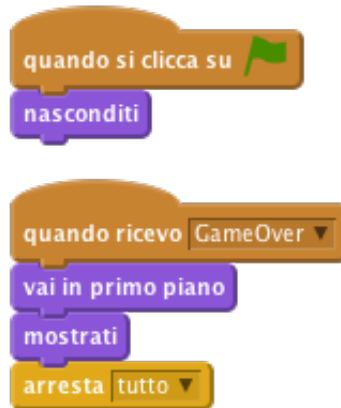 quando si clicca su
nasconditi
quando ricevo GameOver
vai in primo piano
mostrati
arresta tutto